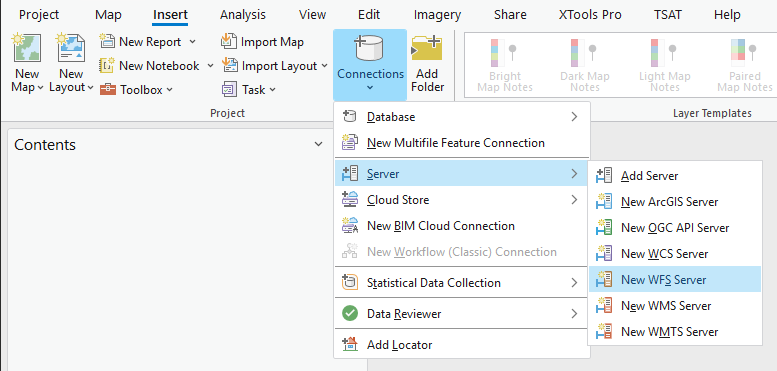 Project Map Insert Analysis View Edit Imagery Share XTools Pro TSAT Help
New Map
New Layout
New Report
New Notebook
Toolbox
Import Map
Import Layout
Task
Connections
Add Folder
Bright Map Notes
Dark Map Notes
Light Map Notes
Paired Map Notes
Project
Layer Templates
Contents
Database
New Multifile Feature Connection
Server
Cloud Store
New BIM Cloud Connection
New Workflow (Classic) Connection
Statistical Data Collection
Data Reviewer
Add Locator
Add Server
New ArcGIS Server
New OGC API Server
New WCS Server
New WFS Server
New WMS Server
New WMTS Server